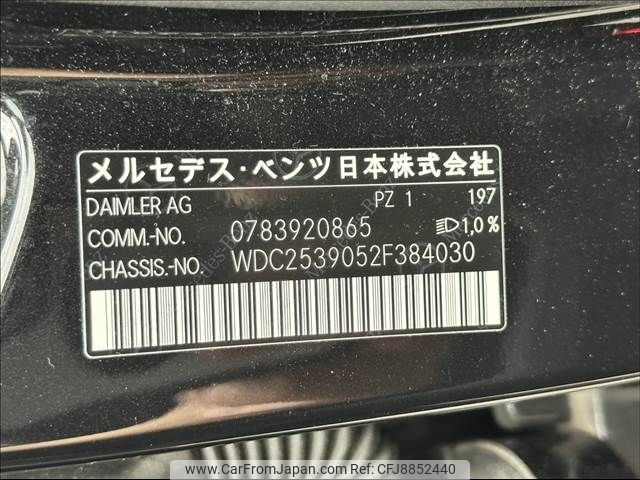 メルセデス・ベンツ日本株式会社
DAIMLER AG PZ 1 197
COMM.-NO. 0783920865 1,0%
CHASSIS.-NO. WDC2539052F384030
www.CarFromJapan.com | ID: CFJ8852440